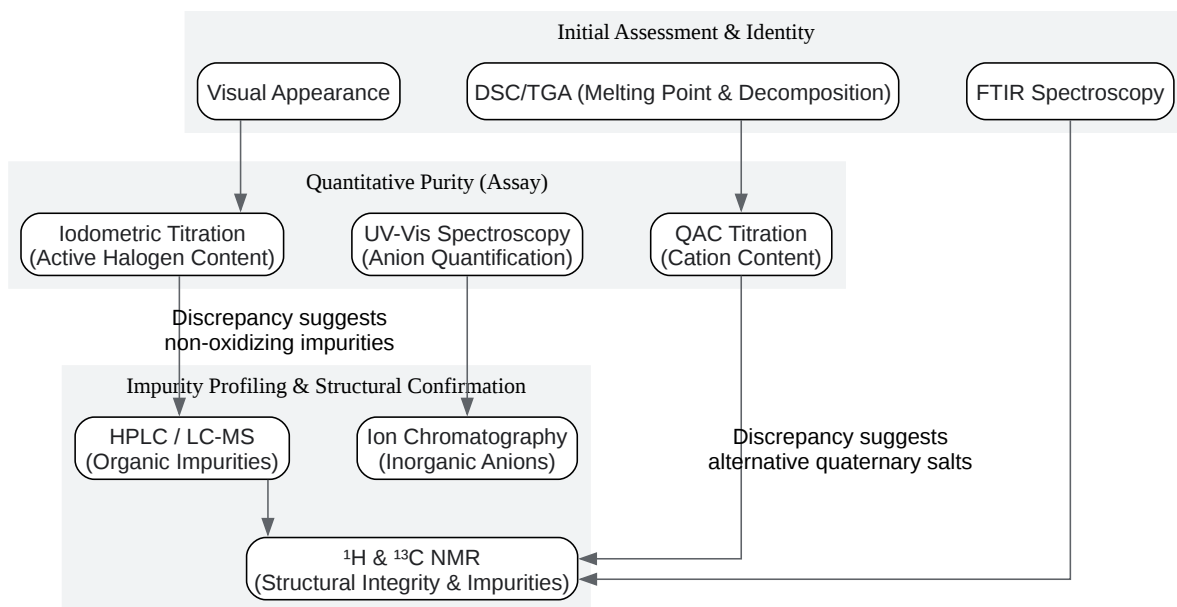 Initial Assessment & Identity
Visual Appearance
DSC/TGA (Melting Point & Decomposition)
FTIR Spectroscopy
Quantitative Purity (Assay)
Iodometric Titration
(Active Halogen Content)
UV-Vis Spectroscopy
(Anion Quantification)
QAC Titration
(Cation Content)
Discrepancy suggests
non-oxidizing impurities
Impurity Profiling & Structural Confirmation
HPLC / LC-MS
(Organic Impurities)
Ion Chromatography
(Inorganic Anions)
Discrepancy suggests
alternative quaternary salts
¹H & ¹³C NMR
(Structural Integrity & Impurities)